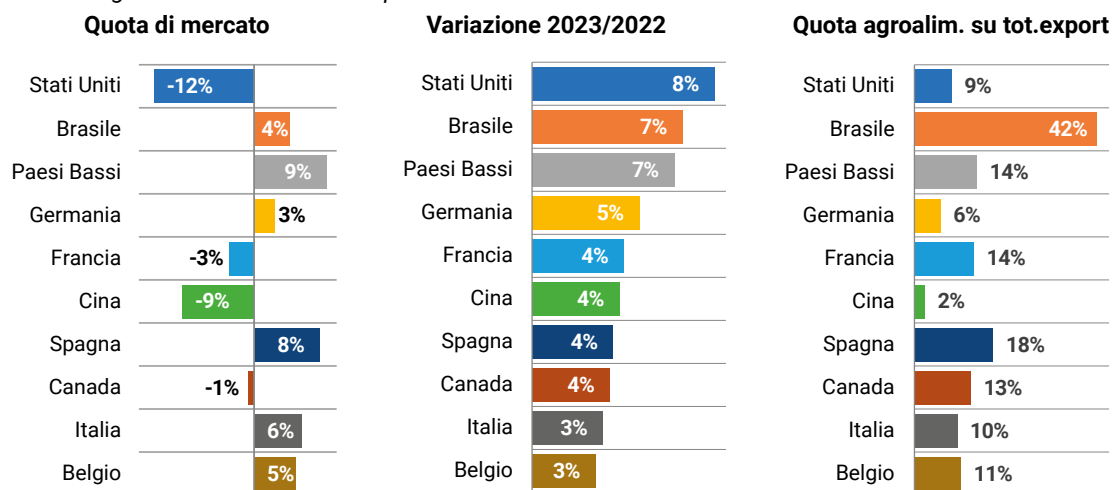 Quota di mercato
Stati Uniti -12%
Brasile 4%
Paesi Bassi 9%
Germania 3%
Francia -3%
Cina -9%
Spagna 8%
Canada -1%
Italia 6%
Belgio 5%
Variazione 2023/2022
Stati Uniti 8%
Brasile 7%
Paesi Bassi 7%
Germania 5%
Francia 4%
Cina 4%
Spagna 4%
Canada 4%
Italia 3%
Belgio 3%
Quota agroalim. su tot.export
Stati Uniti 9%
Brasile 42%
Paesi Bassi 14%
Germania 6%
Francia 14%
Cina 2%
Spagna 18%
Canada 13%
Italia 10%
Belgio 11%